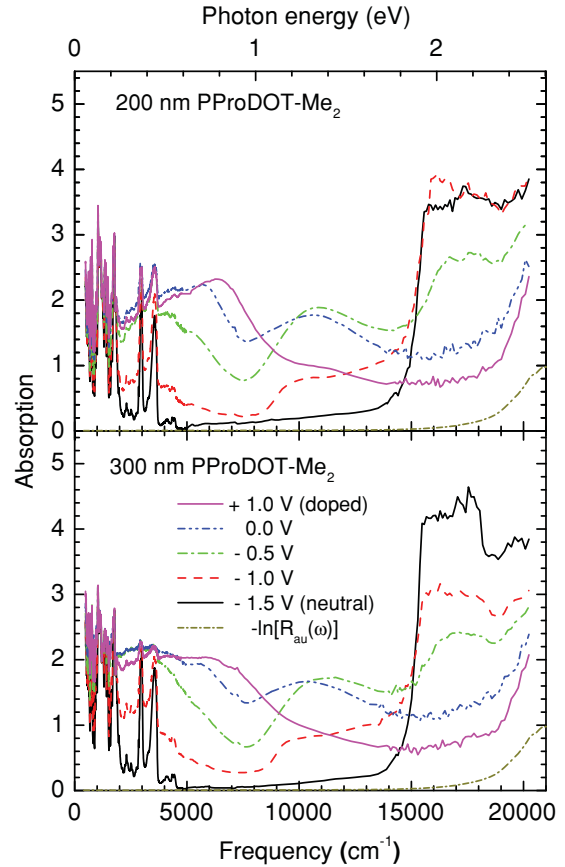 Photon energy (eV)
0 1 2
200 nm PProDOT-Me₂
5
4
3
2
1
0
Absorption
300 nm PProDOT-Me₂
+ 1.0 V (doped)
0.0 V
- 0.5 V
- 1.0 V
- 1.5 V (neutral)
-ln[R_au(ω)]
5
4
3
2
1
0
0 5000 10000 15000 20000
Frequency (cm⁻¹)